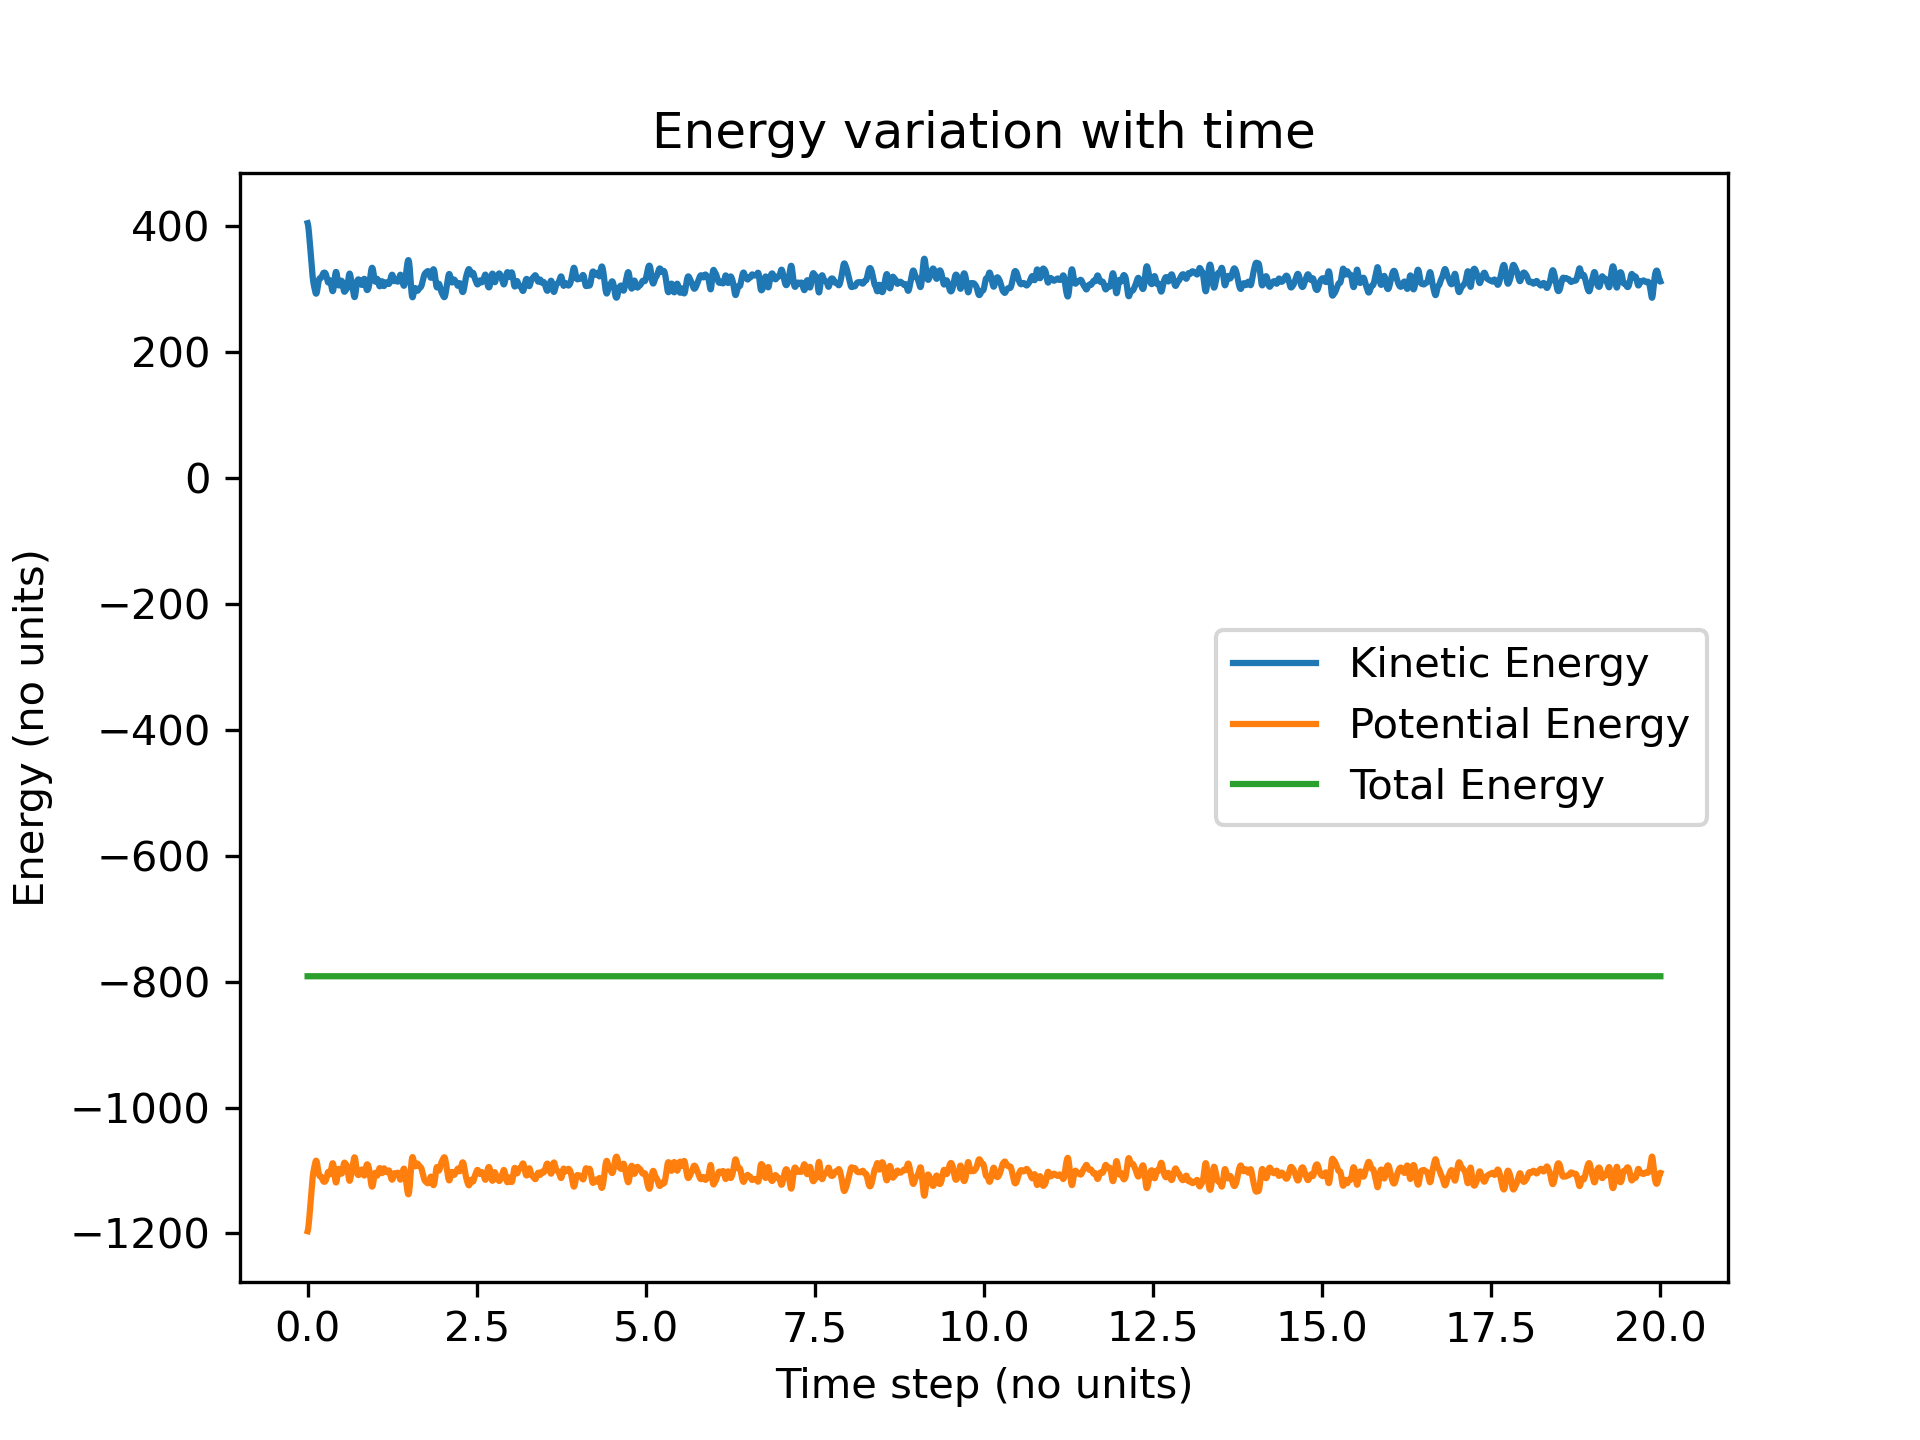 Energy variation with time
400
200
0
−200
−400
−600
−800
−1000
−1200
Energy (no units)
Kinetic Energy
Potential Energy
Total Energy
0.0 2.5 5.0 7.5 10.0 12.5 15.0 17.5 20.0
Time step (no units)